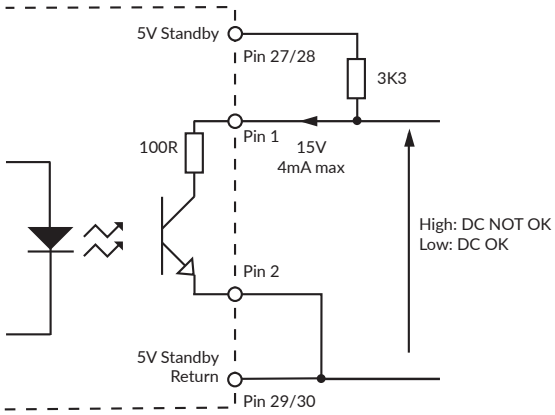 5V Standby
Pin 27/28
3K3
Pin 1
100R
15V
4mA max
High: DC NOT OK
Low: DC OK
Pin 2
5V Standby
Return
Pin 29/30